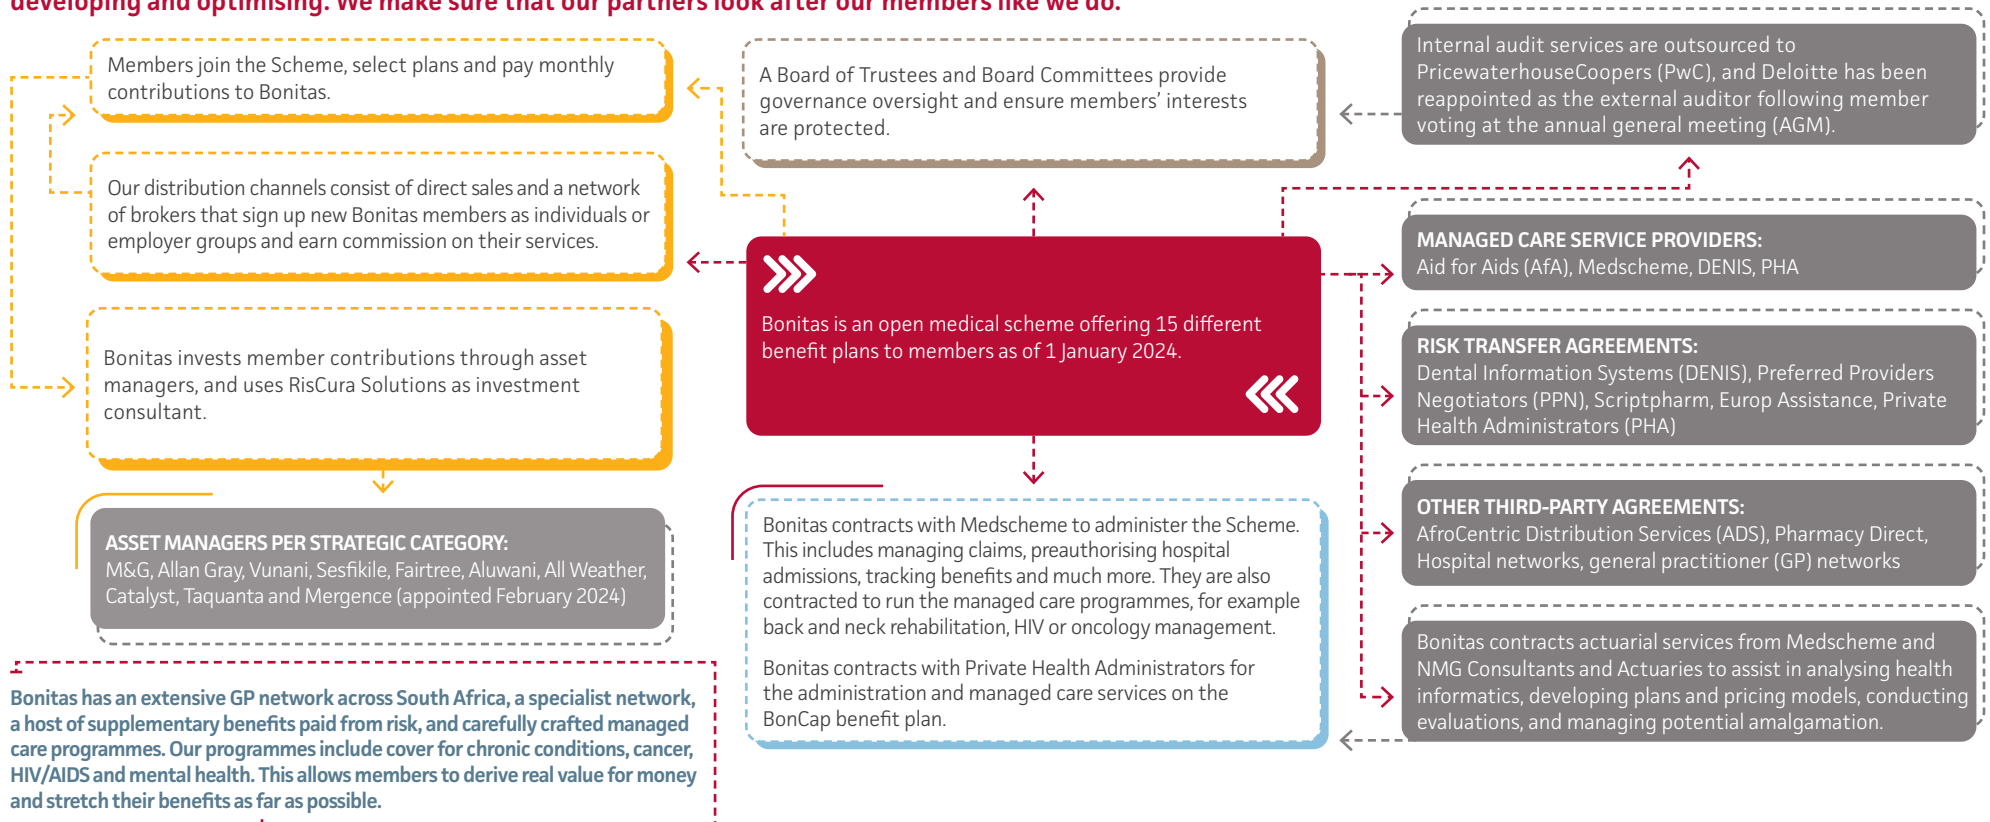 developing and optimising. We make sure that our partners look after our members like we do.
Members join the Scheme, select plans and pay monthly
contributions to Bonitas.
Our distribution channels consist of direct sales and a network
of brokers that sign up new Bonitas members as individuals or
employer groups and earn commission on their services.
Bonitas invests member contributions through asset
managers, and uses RisCura Solutions as investment
consultant.
ASSET MANAGERS PER STRATEGIC CATEGORY:
M&G, Allan Gray, Vunani, Sesfikile, Fairtree, Aluwani, All Weather,
Catalyst, Taquanta and Mergence (appointed February 2024)
Bonitas has an extensive GP network across South Africa, a specialist network,
a host of supplementary benefits paid from risk, and carefully crafted managed
care programmes. Our programmes include cover for chronic conditions, cancer,
HIV/AIDS and mental health. This allows members to derive real value for money
and stretch their benefits as far as possible.
A Board of Trustees and Board Committees provide
governance oversight and ensure members' interests
are protected.
Bonitas is an open medical scheme offering 15 different
benefit plans to members as of 1 January 2024.
Bonitas contracts with Medscheme to administer the Scheme.
This includes managing claims, preauthorising hospital
admissions, tracking benefits and much more. They are also
contracted to run the managed care programmes, for example
back and neck rehabilitation, HIV or oncology management.
Bonitas contracts with Private Health Administrators for
the administration and managed care services on the
BonCap benefit plan.
Internal audit services are outsourced to
PricewaterhouseCoopers (PwC), and Deloitte has been
reappointed as the external auditor following member
voting at the annual general meeting (AGM).
MANAGED CARE SERVICE PROVIDERS:
Aid for Aids (AfA), Medscheme, DENIS, PHA
RISK TRANSFER AGREEMENTS:
Dental Information Systems (DENIS), Preferred Providers
Negotiators (PPN), Scriptpharm, Europ Assistance, Private
Health Administrators (PHA)
OTHER THIRD-PARTY AGREEMENTS:
AfroCentric Distribution Services (ADS), Pharmacy Direct,
Hospital networks, general practitioner (GP) networks
Bonitas contracts actuarial services from Medscheme and
NMG Consultants and Actuaries to assist in analysing health
informatics, developing plans and pricing models, conducting
evaluations, and managing potential amalgamation.